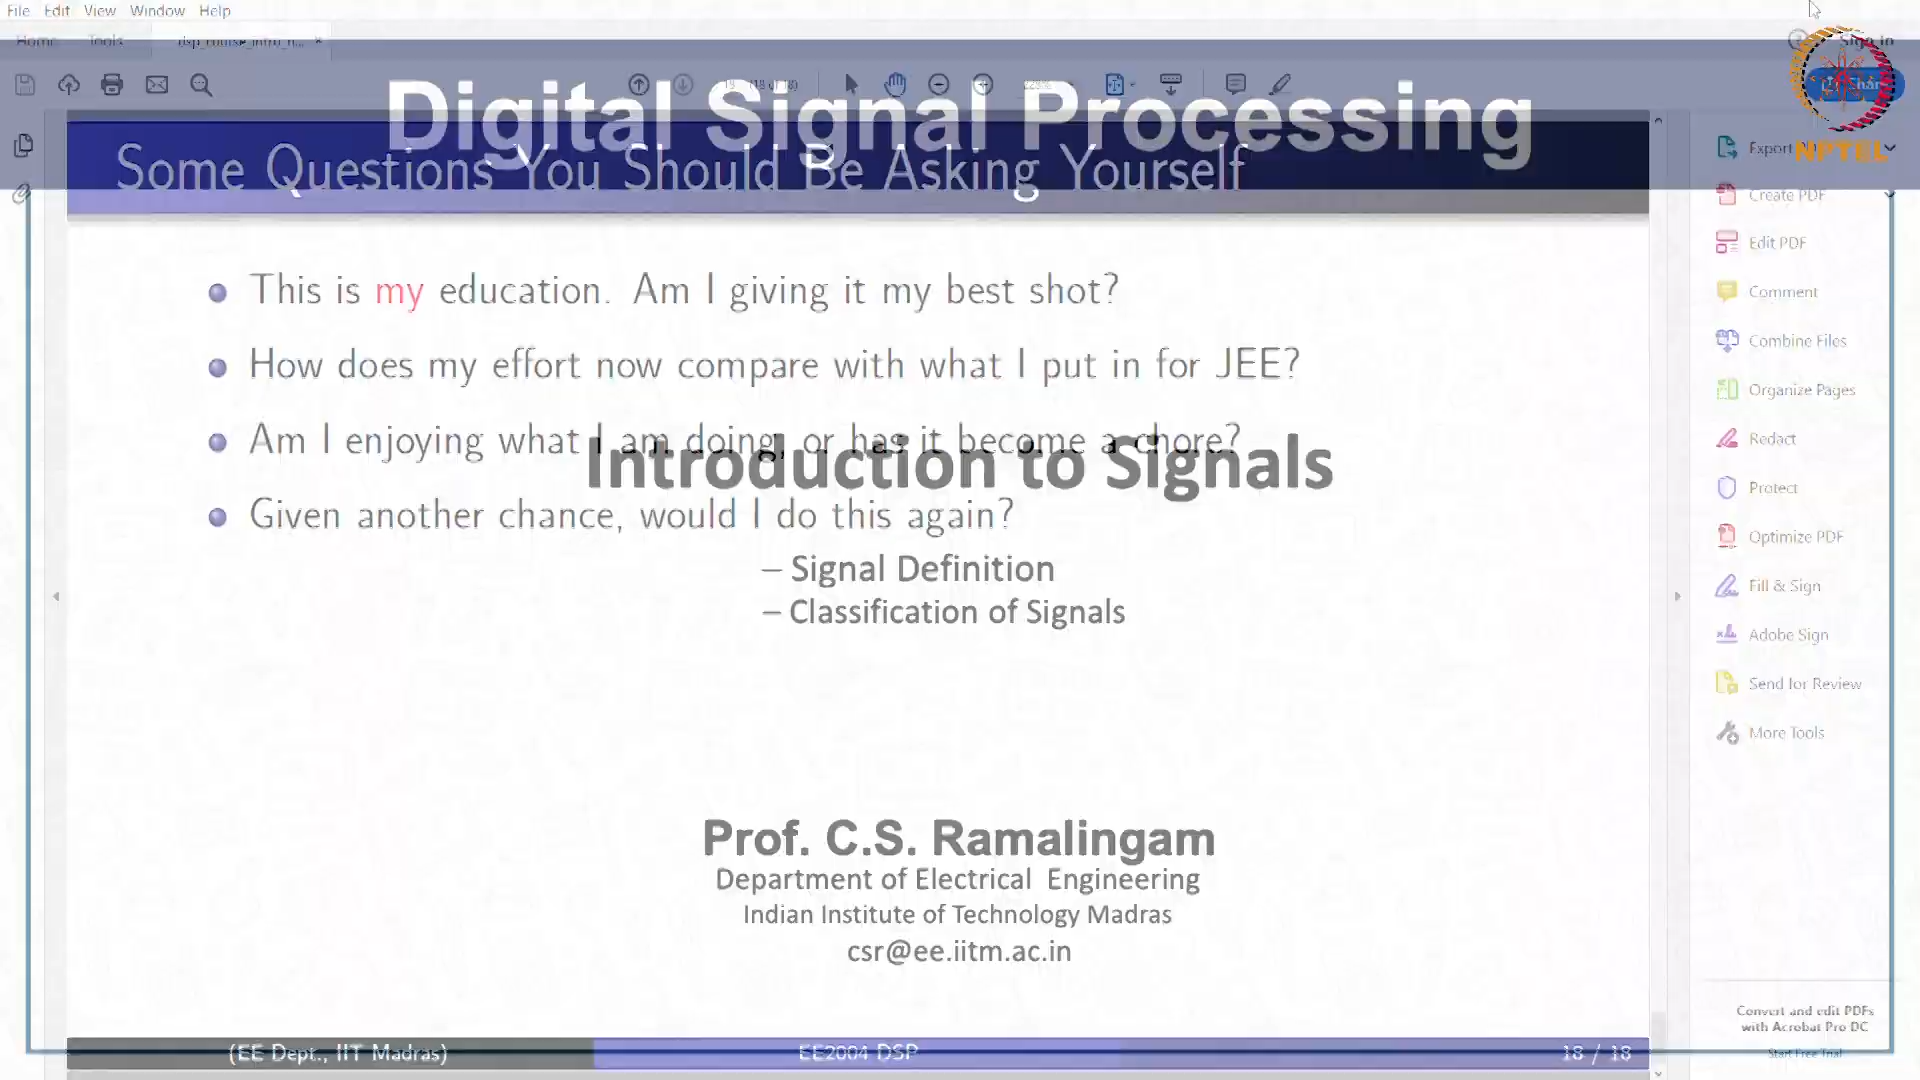 File Edit View Window Help
Home Tools dsp_course_intro_n... ×
Sign In
Digital Signal Processing
Some Questions You Should Be Asking Yourself
NPTEL
This is my education. Am I giving it my best shot?
How does my effort now compare with what I put in for JEE?
Am I enjoying what I am doing, or has it become a chore?
Introduction to Signals
Given another chance, would I do this again?
– Signal Definition
– Classification of Signals
Prof. C.S. Ramalingam
Department of Electrical Engineering
Indian Institute of Technology Madras
csr@ee.iitm.ac.in
(EE Dept., IIT Madras) EE2004 DSP 18 / 18
Export
Create PDF
Edit PDF
Comment
Combine Files
Organize Pages
Redact
Protect
Optimize PDF
Fill & Sign
Adobe Sign
Send for Review
More Tools
Convert and edit PDFs
with Acrobat Pro DC
Start Free Trial